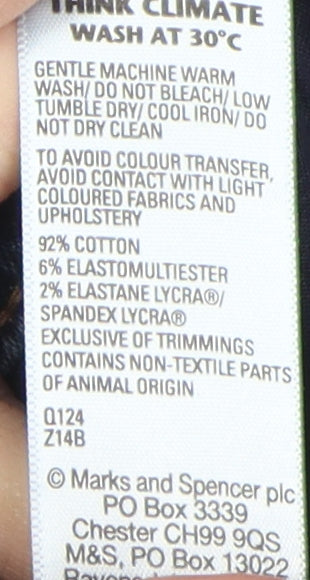 THINK CLIMATE
WASH AT 30°C
GENTLE MACHINE WARM
WASH/ DO NOT BLEACH/ LOW
TUMBLE DRY/ COOL IRON/ DO
NOT DRY CLEAN
TO AVOID COLOUR TRANSFER,
AVOID CONTACT WITH LIGHT
COLOURED FABRICS AND
UPHOLSTERY
92% COTTON
6% ELASTOMULTIESTER
2% ELASTANE LYCRA®/
SPANDEX LYCRA®
EXCLUSIVE OF TRIMMINGS
CONTAINS NON-TEXTILE PARTS
OF ANIMAL ORIGIN
Q124
Z14B
© Marks and Spencer plc
PO Box 3339
Chester CH99 9QS
M&S, PO Box 13022